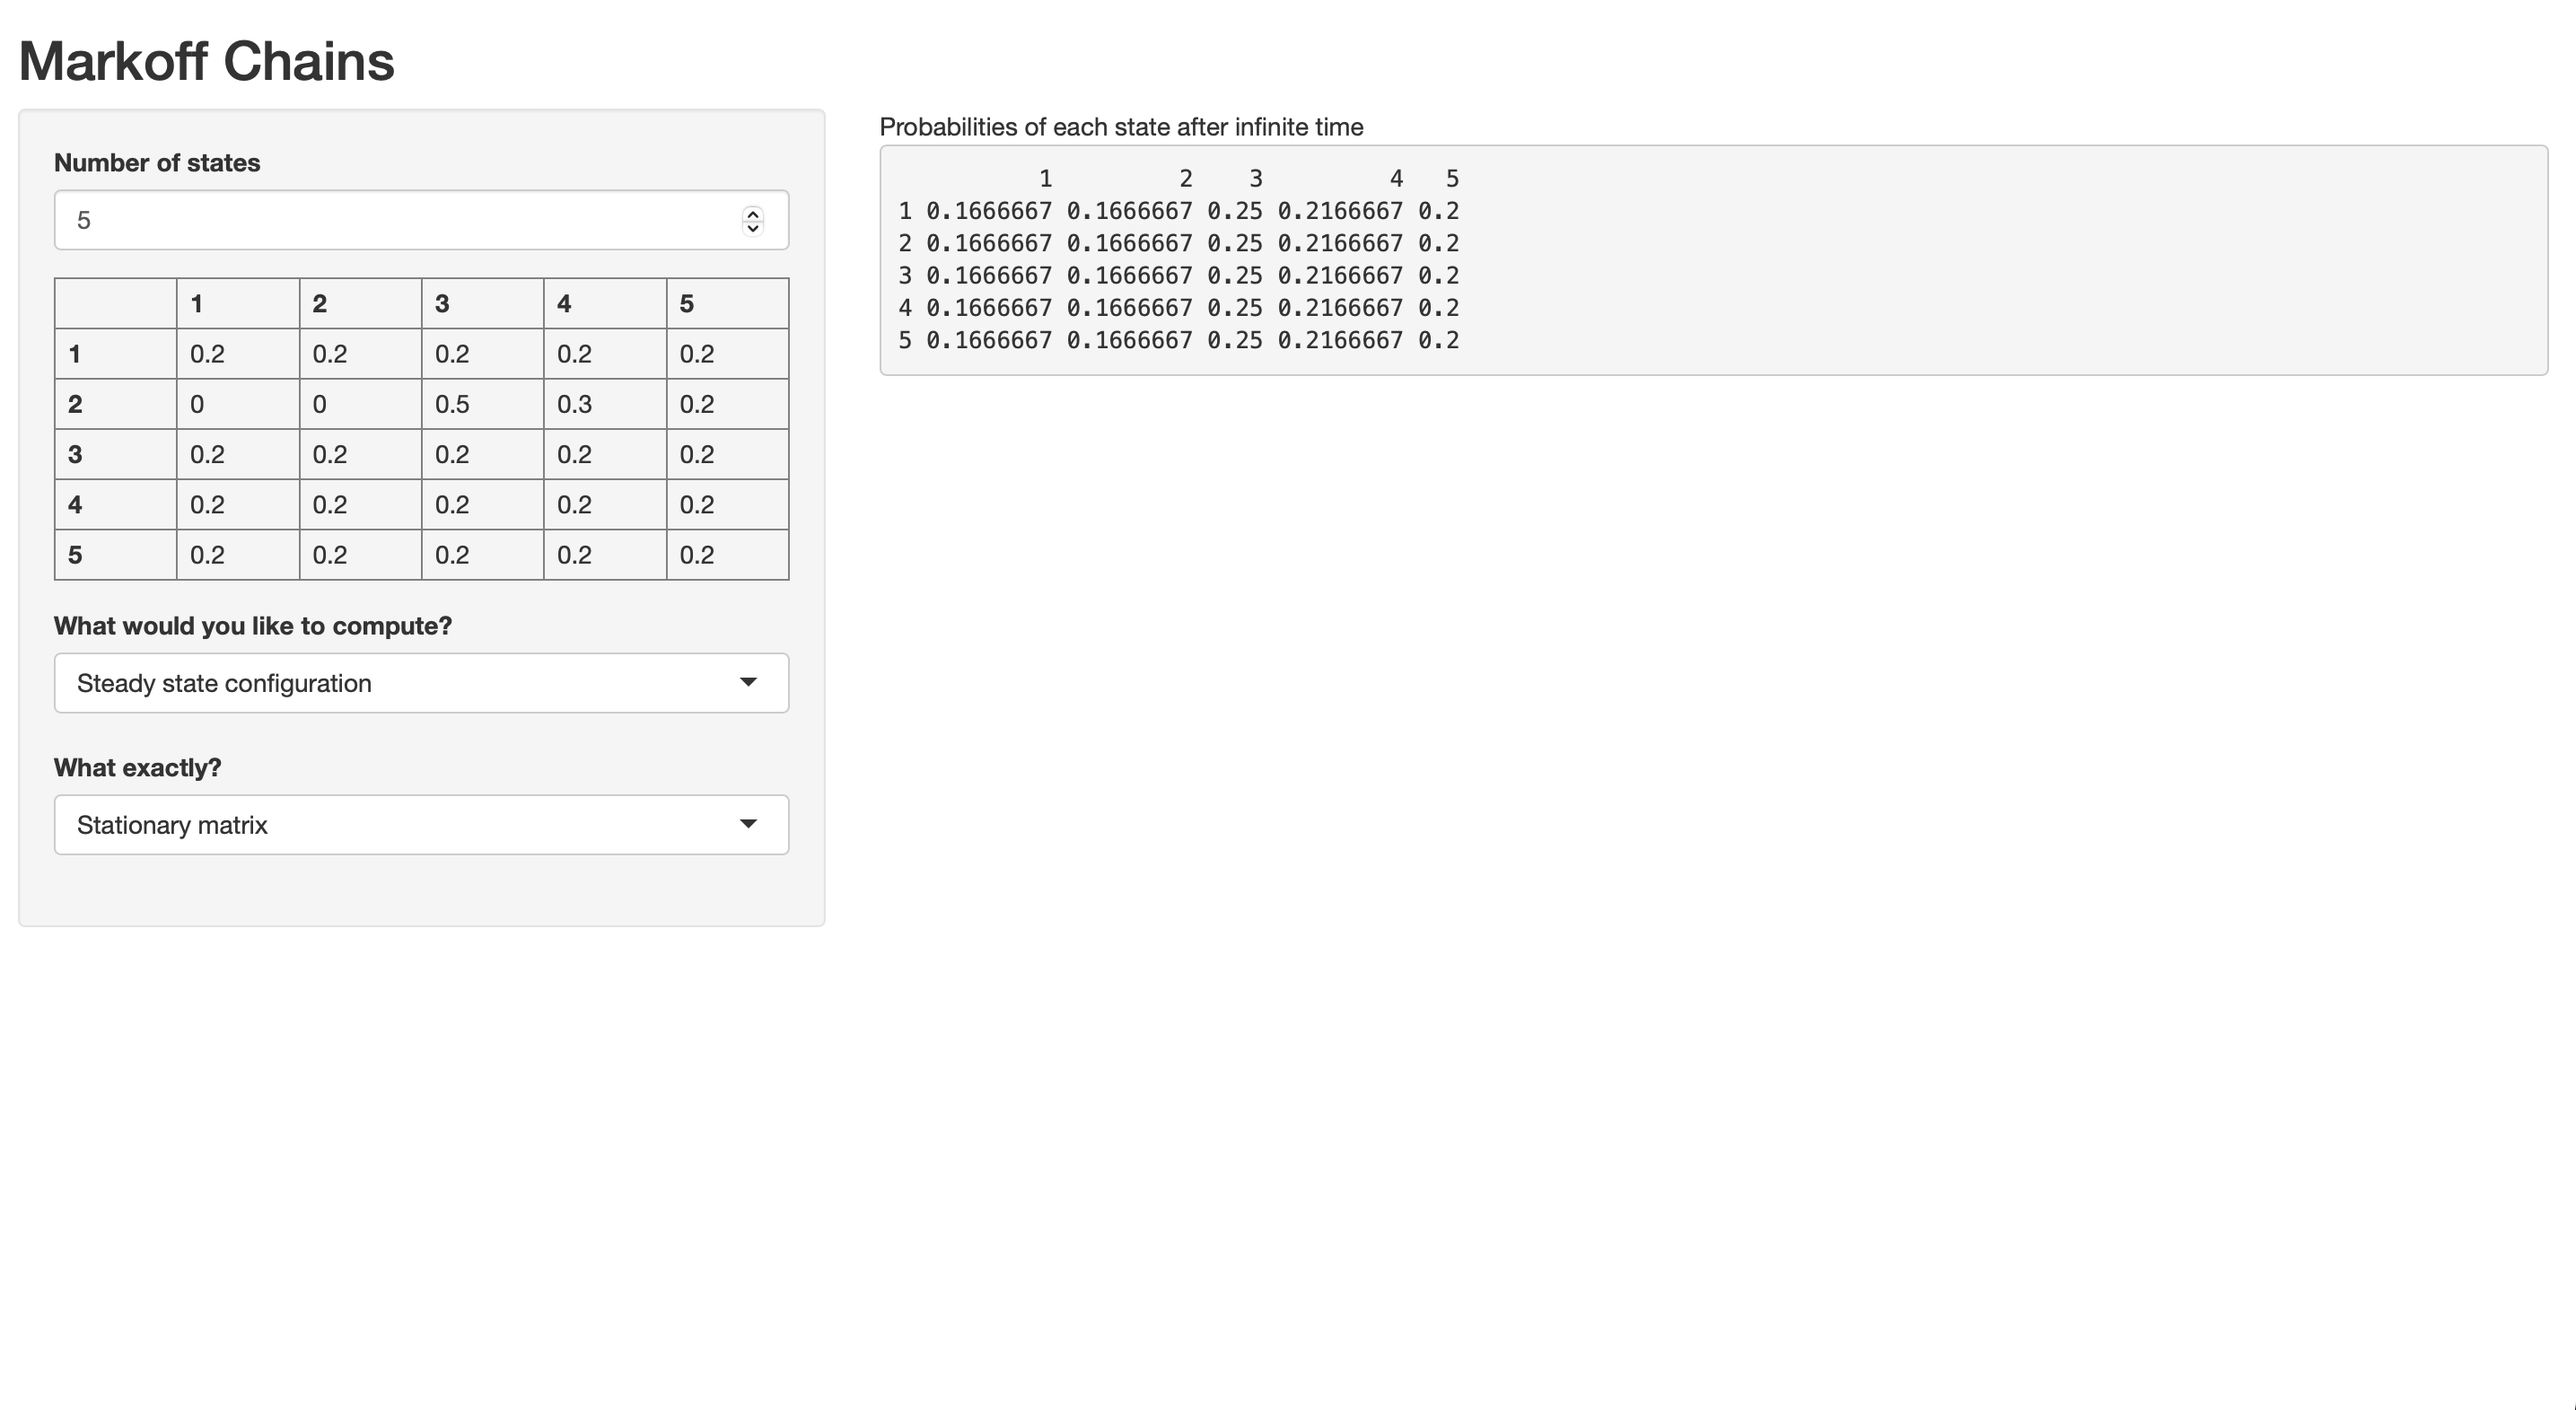 Markoff Chains
Number of states
5
1 2 3 4 5
1 0.2 0.2 0.2 0.2 0.2
2 0 0 0.5 0.3 0.2
3 0.2 0.2 0.2 0.2 0.2
4 0.2 0.2 0.2 0.2 0.2
5 0.2 0.2 0.2 0.2 0.2
What would you like to compute?
Steady state configuration
What exactly?
Stationary matrix
Probabilities of each state after infinite time
1 2 3 4 5
1 0.1666667 0.1666667 0.25 0.2166667 0.2
2 0.1666667 0.1666667 0.25 0.2166667 0.2
3 0.1666667 0.1666667 0.25 0.2166667 0.2
4 0.1666667 0.1666667 0.25 0.2166667 0.2
5 0.1666667 0.1666667 0.25 0.2166667 0.2